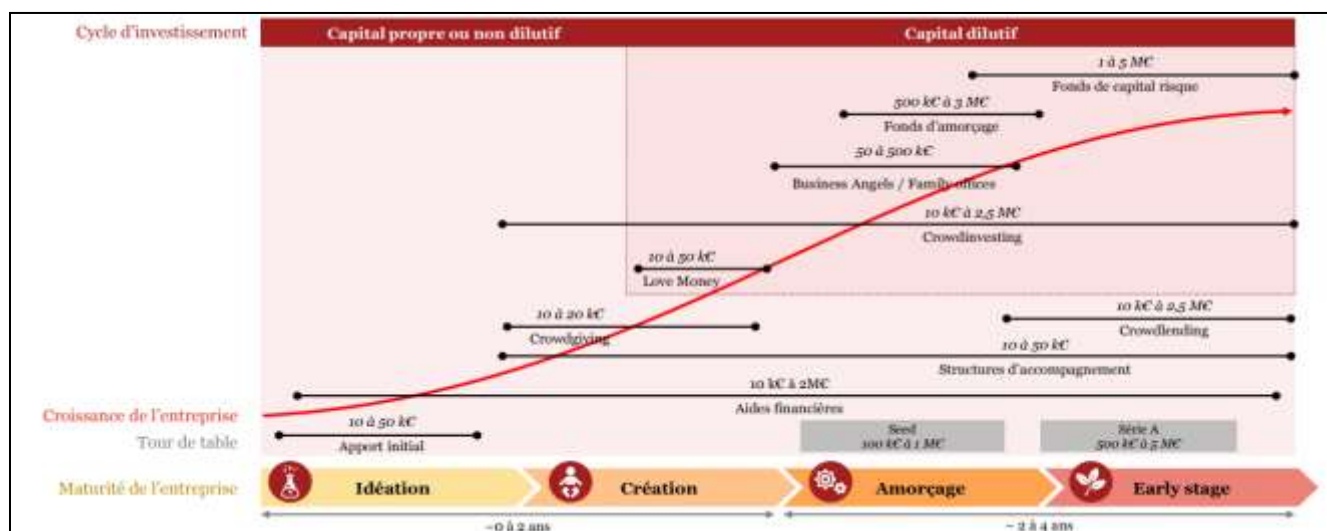 Cycle d'investissement
Capital propre ou non dilutif
Capital dilutif
1 à 5 M€
Fonds de capital risque
500 k€ à 3 M€
Fonds d'amorçage
50 à 500 k€
Business Angels / Family offices
10 k€ à 2,5 M€
Crowdinvesting
10 à 50 k€
Love Money
10 à 20 k€
Crowdgiving
10 k€ à 2,5 M€
Crowdlending
10 à 50 k€
Structures d'accompagnement
10 k€ à 2M€
Aides financières
Croissance de l'entreprise
10 à 50 k€
Apport initial
Tour de table
Seed
100 k€ à 1 M€
Série A
500 k€ à 5 M€
Maturité de l'entreprise
Idéation
Création
Amorçage
Early stage
~0 à 2 ans
~ 2 à 4 ans